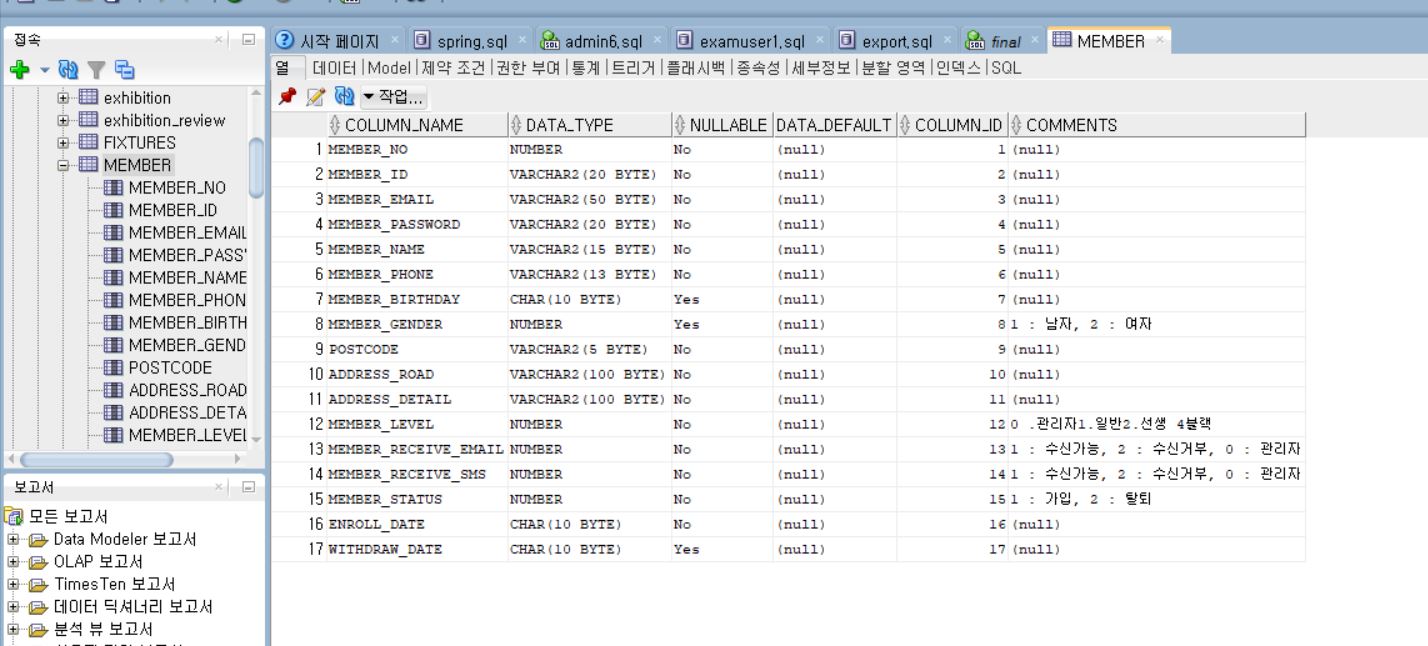 접속
시작 페이지 spring.sql admin6.sql examuser1.sql export.sql final MEMBER
열 데이터 Model 제약 조건 권한 부여 통계 트리거 플래시백 종속성 세부정보 분할 영역 인덱스 SQL
작업...
exhibition
exhibition_review
FIXTURES
MEMBER
MEMBER_NO
MEMBER_ID
MEMBER_EMAIL
MEMBER_PASS
MEMBER_NAME
MEMBER_PHON
MEMBER_BIRTH
MEMBER_GEND
POSTCODE
ADDRESS_ROAD
ADDRESS_DETA
MEMBER_LEVEL
COLUMN_NAME DATA_TYPE NULLABLE DATA_DEFAULT COLUMN_ID COMMENTS
1 MEMBER_NO NUMBER No (null) 1 (null)
2 MEMBER_ID VARCHAR2(20 BYTE) No (null) 2 (null)
3 MEMBER_EMAIL VARCHAR2(50 BYTE) No (null) 3 (null)
4 MEMBER_PASSWORD VARCHAR2(20 BYTE) No (null) 4 (null)
5 MEMBER_NAME VARCHAR2(15 BYTE) No (null) 5 (null)
6 MEMBER_PHONE VARCHAR2(13 BYTE) No (null) 6 (null)
7 MEMBER_BIRTHDAY CHAR(10 BYTE) Yes (null) 7 (null)
8 MEMBER_GENDER NUMBER Yes (null) 8 1 : 남자, 2 : 여자
9 POSTCODE VARCHAR2(5 BYTE) No (null) 9 (null)
10 ADDRESS_ROAD VARCHAR2(100 BYTE) No (null) 10 (null)
11 ADDRESS_DETAIL VARCHAR2(100 BYTE) No (null) 11 (null)
12 MEMBER_LEVEL NUMBER No (null) 12 0 .관리자1.일반2.선생 4블랙
13 MEMBER_RECEIVE_EMAIL NUMBER No (null) 13 1 : 수신가능, 2 : 수신거부, 0 : 관리자
14 MEMBER_RECEIVE_SMS NUMBER No (null) 14 1 : 수신가능, 2 : 수신거부, 0 : 관리자
15 MEMBER_STATUS NUMBER No (null) 15 1 : 가입, 2 : 탈퇴
16 ENROLL_DATE CHAR(10 BYTE) No (null) 16 (null)
17 WITHDRAW_DATE CHAR(10 BYTE) Yes (null) 17 (null)
보고서
모든 보고서
Data Modeler 보고서
OLAP 보고서
TimesTen 보고서
데이터 딕셔너리 보고서
분석 뷰 보고서